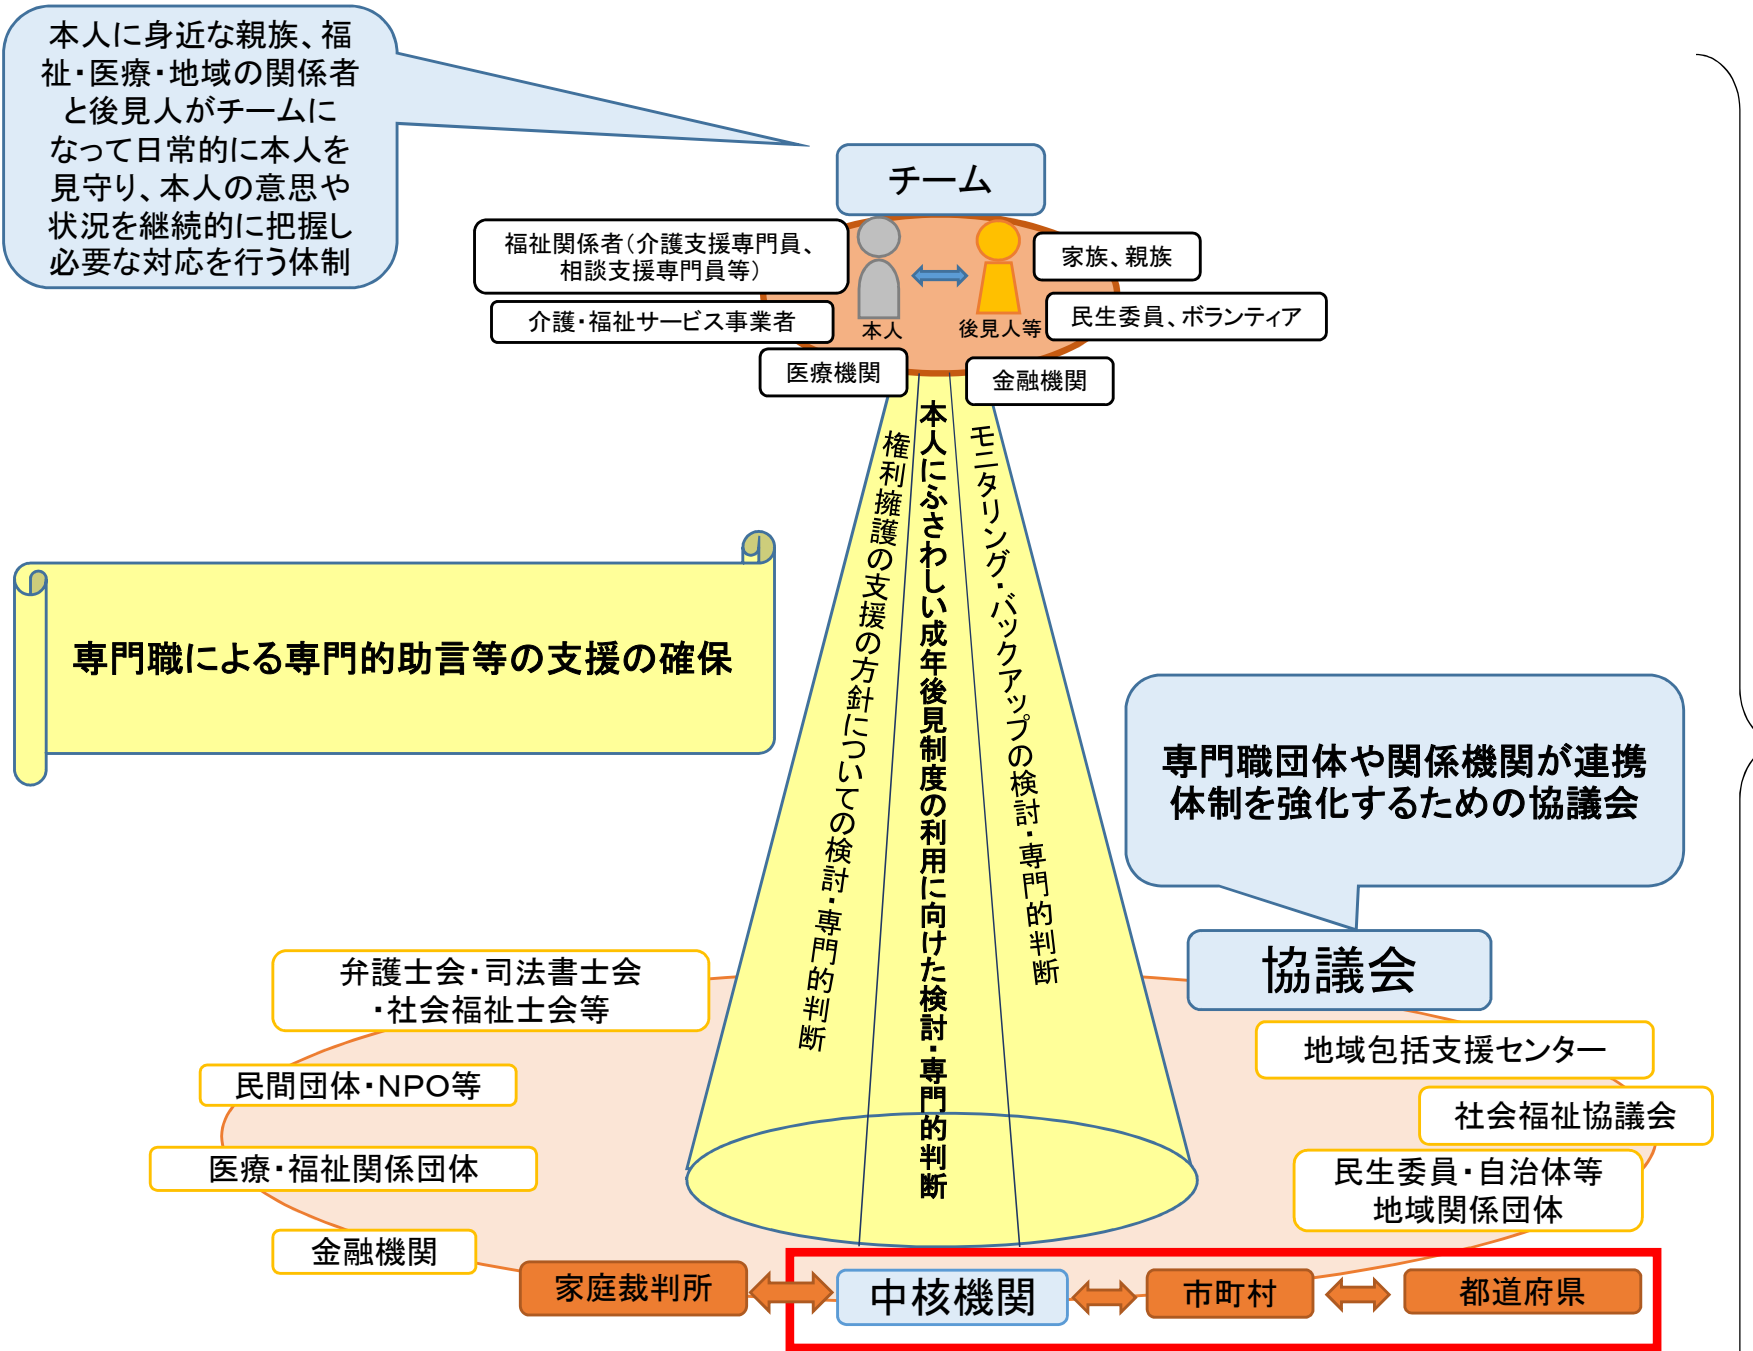 本人に身近な親族、福
祉・医療・地域の関係者
と後見人がチームに
なって日常的に本人を
見守り、本人の意思や
状況を継続的に把握し
必要な対応を行う体制
チーム
福祉関係者（介護支援専門員、
相談支援専門員等）
家族、親族
介護・福祉サービス事業者
本人
後見人等
民生委員、ボランティア
医療機関
金融機関
権利擁護の支援の方針についての検討・専門的判断
本人にふさわしい成年後見制度の利用に向けた検討・専門的判断
モニタリング・バックアップの検討・専門的判断
専門職による専門的助言等の支援の確保
専門職団体や関係機関が連携
体制を強化するための協議会
協議会
弁護士会・司法書士会
・社会福祉士会等
民間団体・NPO等
医療・福祉関係団体
金融機関
地域包括支援センター
社会福祉協議会
民生委員・自治体等
地域関係団体
家庭裁判所
中核機関
市町村
都道府県